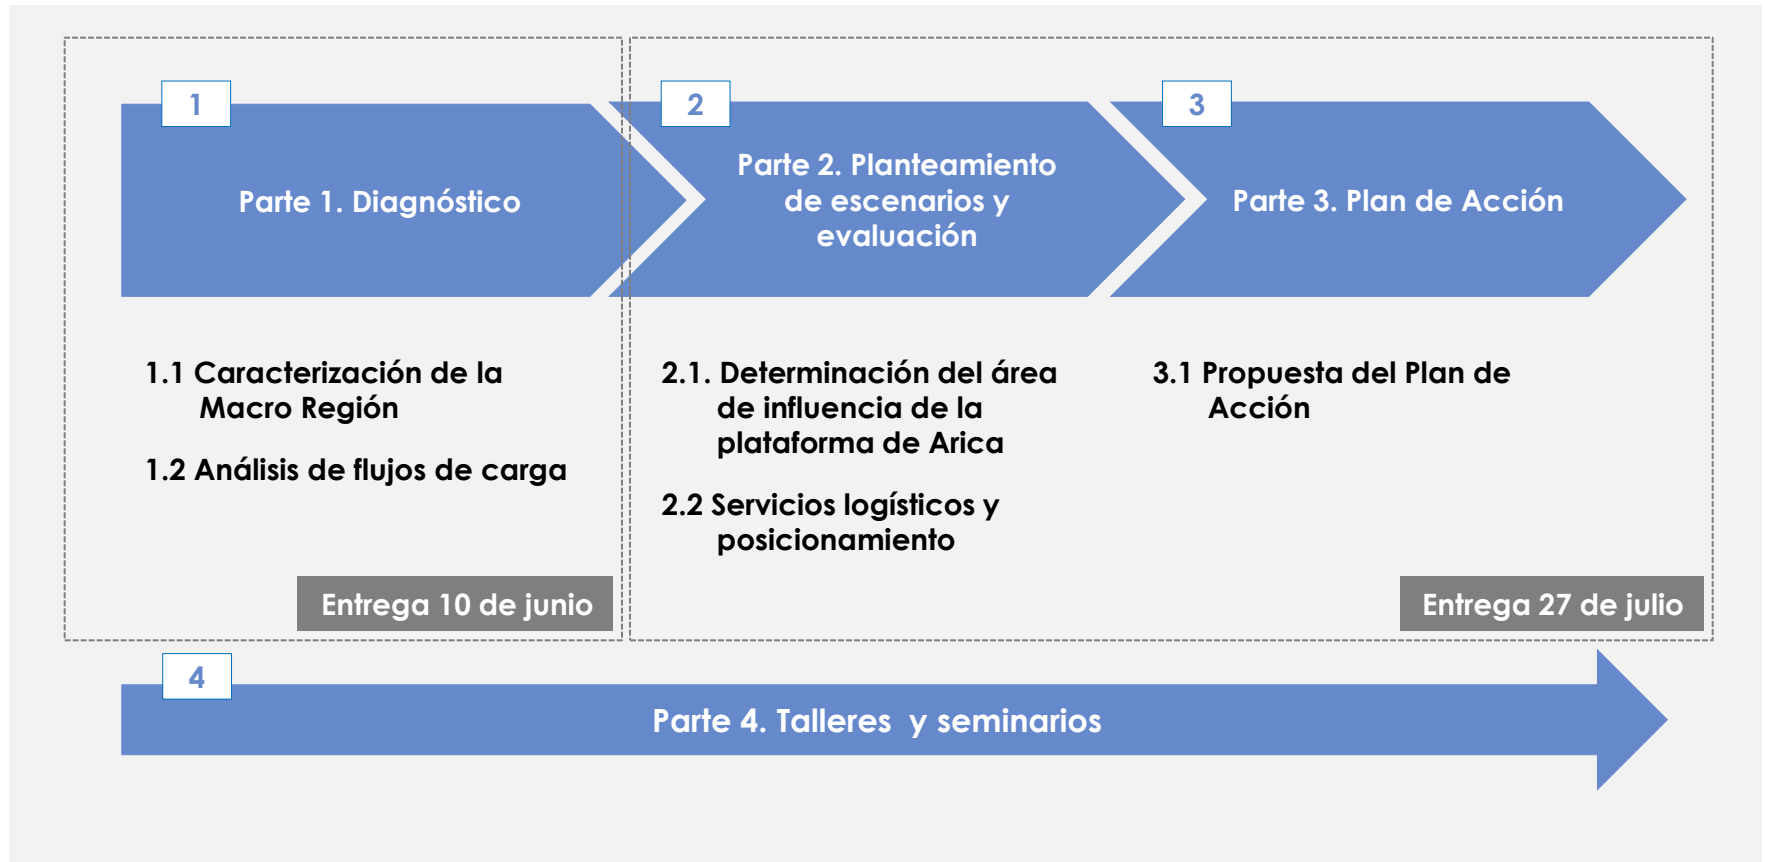 1
Parte 1. Diagnóstico
2
Parte 2. Planteamiento
de escenarios y
evaluación
3
Parte 3. Plan de Acción
1.1 Caracterización de la
Macro Región
1.2 Análisis de flujos de carga
Entrega 10 de junio
2.1. Determinación del área
de influencia de la
plataforma de Arica
2.2 Servicios logísticos y
posicionamiento
3.1 Propuesta del Plan de
Acción
Entrega 27 de julio
4
Parte 4. Talleres  y seminarios